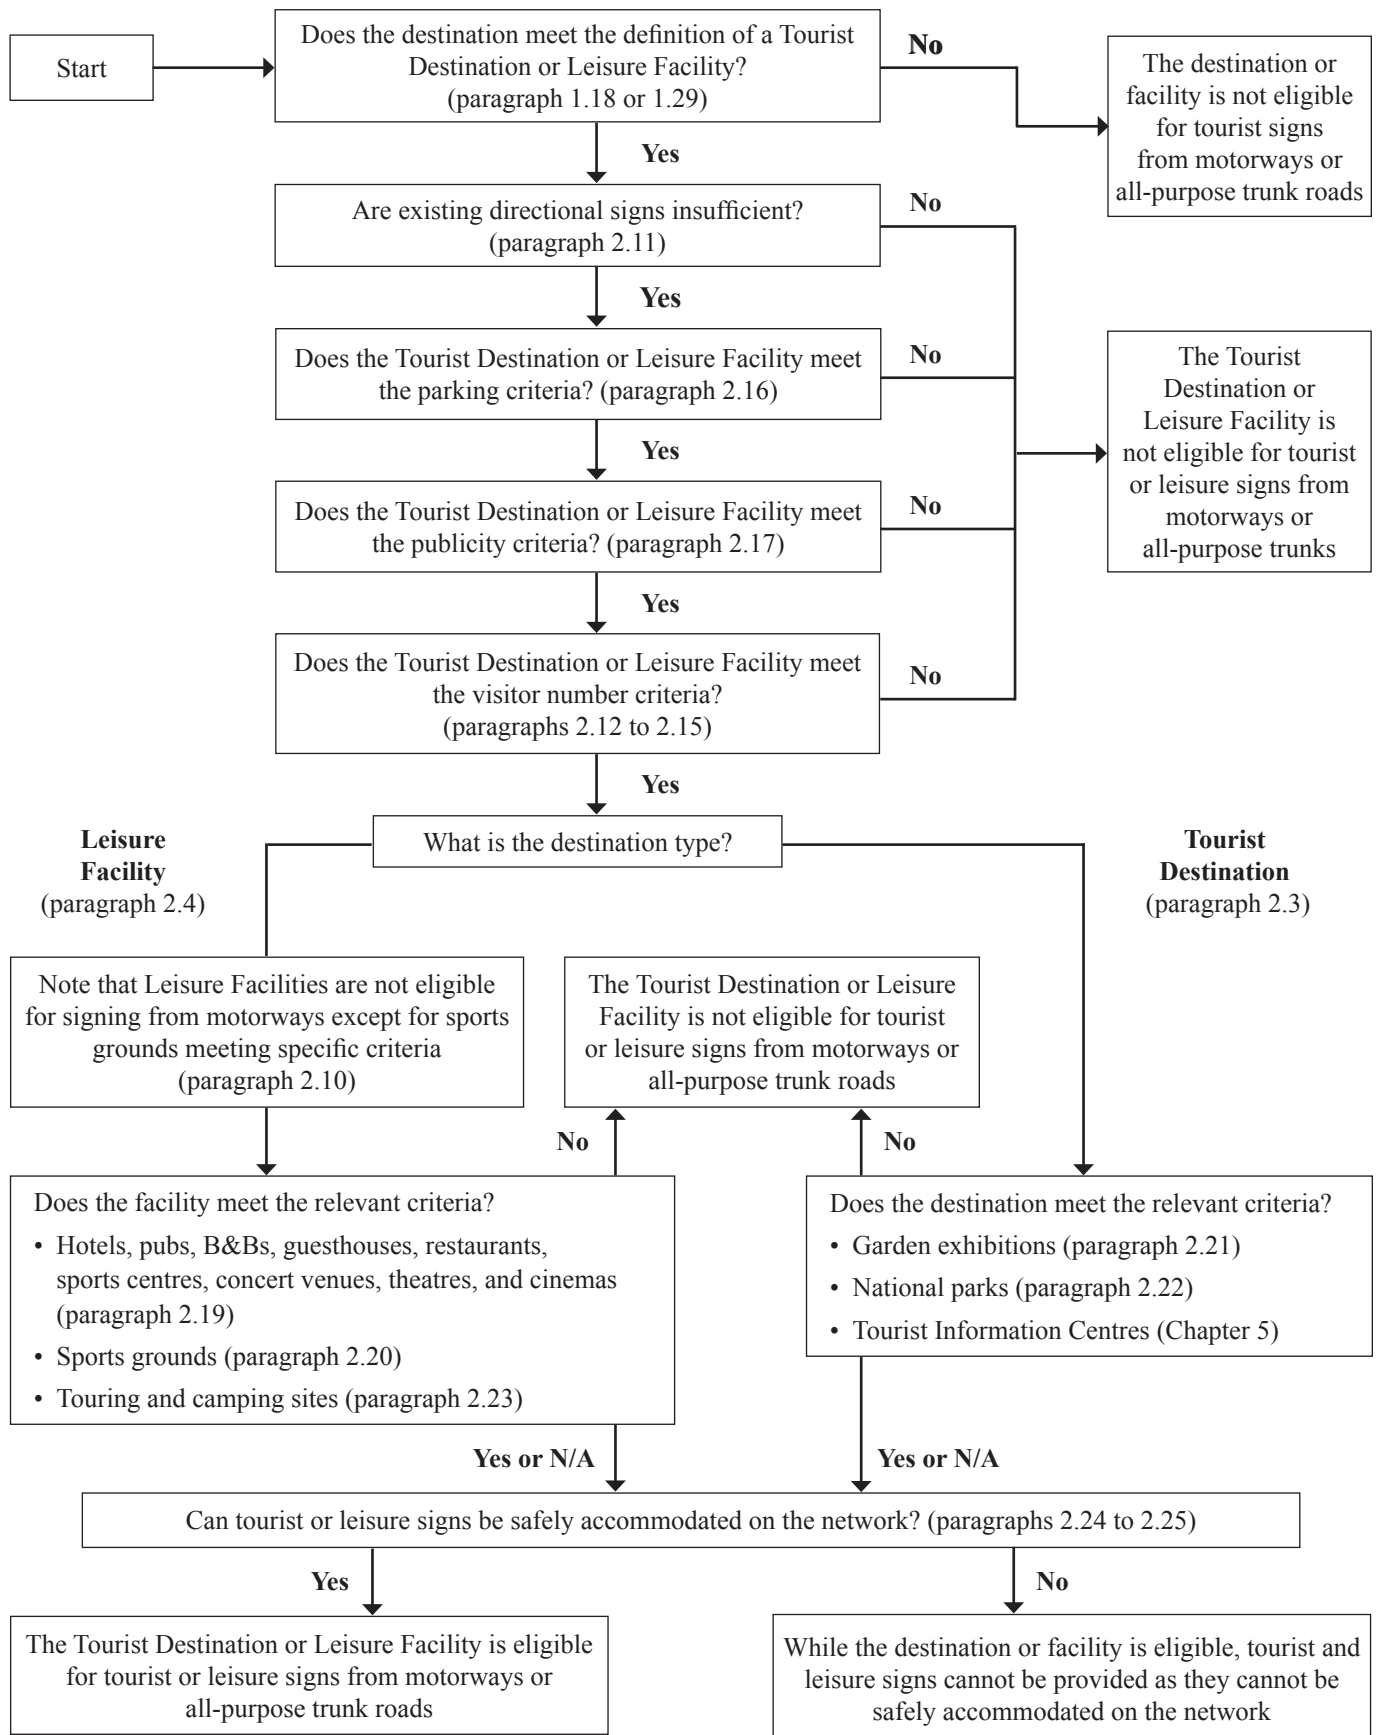 Start
Does the destination meet the definition of a Tourist
Destination or Leisure Facility?
(paragraph 1.18 or 1.29)
No
The destination or
facility is not eligible
for tourist signs
from motorways or
all-purpose trunk roads
Yes
Are existing directional signs insufficient?
(paragraph 2.11)
No
Yes
Does the Tourist Destination or Leisure Facility meet
the parking criteria? (paragraph 2.16)
No
The Tourist
Destination or
Leisure Facility is
not eligible for tourist
or leisure signs from
motorways or
all-purpose trunks
Yes
Does the Tourist Destination or Leisure Facility meet
the publicity criteria? (paragraph 2.17)
No
Yes
Does the Tourist Destination or Leisure Facility meet
the visitor number criteria?
(paragraphs 2.12 to 2.15)
No
Yes
What is the destination type?
Leisure
Facility
(paragraph 2.4)
Tourist
Destination
(paragraph 2.3)
Note that Leisure Facilities are not eligible
for signing from motorways except for sports
grounds meeting specific criteria
(paragraph 2.10)
The Tourist Destination or Leisure
Facility is not eligible for tourist
or leisure signs from motorways or
all-purpose trunk roads
No
No
Does the facility meet the relevant criteria?
• Hotels, pubs, B&Bs, guesthouses, restaurants,
sports centres, concert venues, theatres, and cinemas
(paragraph 2.19)
• Sports grounds (paragraph 2.20)
• Touring and camping sites (paragraph 2.23)
Does the destination meet the relevant criteria?
• Garden exhibitions (paragraph 2.21)
• National parks (paragraph 2.22)
• Tourist Information Centres (Chapter 5)
Yes or N/A
Yes or N/A
Can tourist or leisure signs be safely accommodated on the network? (paragraphs 2.24 to 2.25)
Yes
No
The Tourist Destination or Leisure Facility is eligible
for tourist or leisure signs from motorways or
all-purpose trunk roads
While the destination or facility is eligible, tourist and
leisure signs cannot be provided as they cannot be
safely accommodated on the network